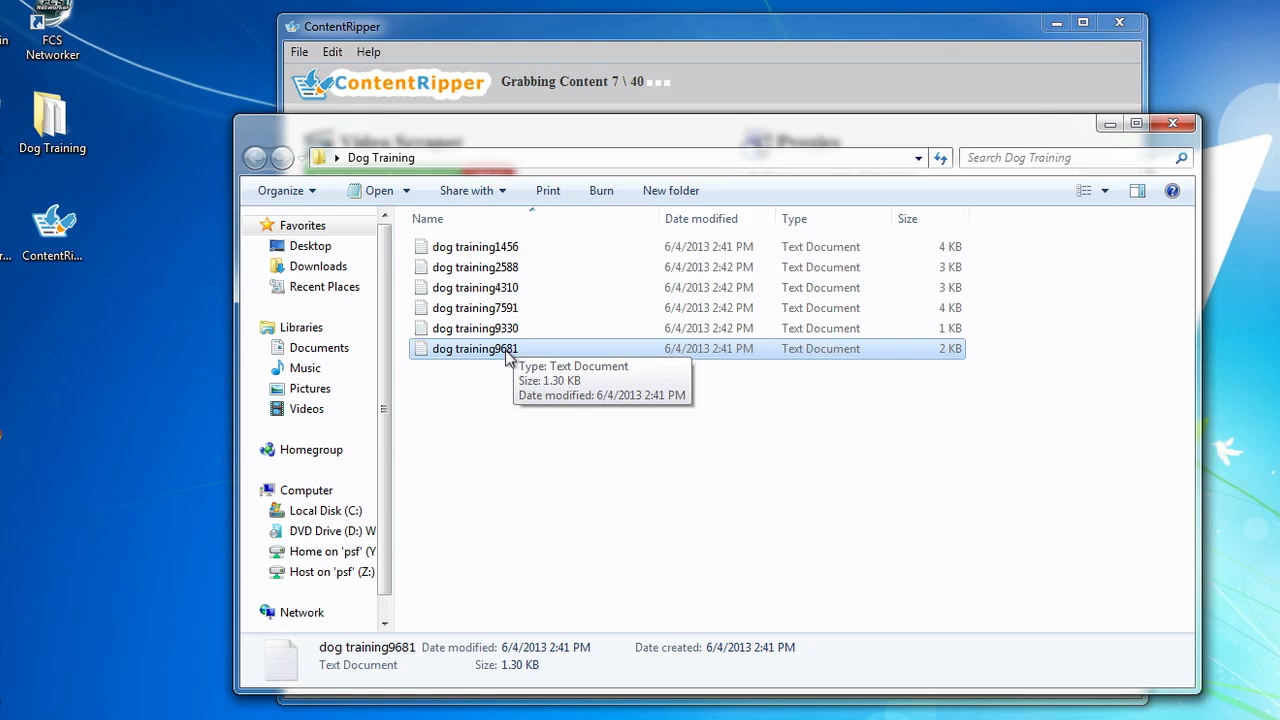 FCS
Networker
Dog Training
ContentRi...
ContentRipper
File Edit Help
ContentRipper Grabbing Content 7 \ 40
Video Scraper Proxies
Dog Training Search Dog Training
Organize Open Share with Print Burn New folder
Name Date modified Type Size
dog training1456 6/4/2013 2:41 PM Text Document 4 KB
dog training2588 6/4/2013 2:42 PM Text Document 3 KB
dog training4310 6/4/2013 2:42 PM Text Document 3 KB
dog training7591 6/4/2013 2:41 PM Text Document 4 KB
dog training9330 6/4/2013 2:42 PM Text Document 1 KB
dog training9681 6/4/2013 2:41 PM Text Document 2 KB
Type: Text Document
Size: 1.30 KB
Date modified: 6/4/2013 2:41 PM
Favorites
Desktop
Downloads
Recent Places
Libraries
Documents
Music
Pictures
Videos
Homegroup
Computer
Local Disk (C:)
DVD Drive (D:) W
Home on 'psf' (Y
Host on 'psf' (Z:)
Network
dog training9681 Date modified: 6/4/2013 2:41 PM Date created: 6/4/2013 2:41 PM
Text Document Size: 1.30 KB